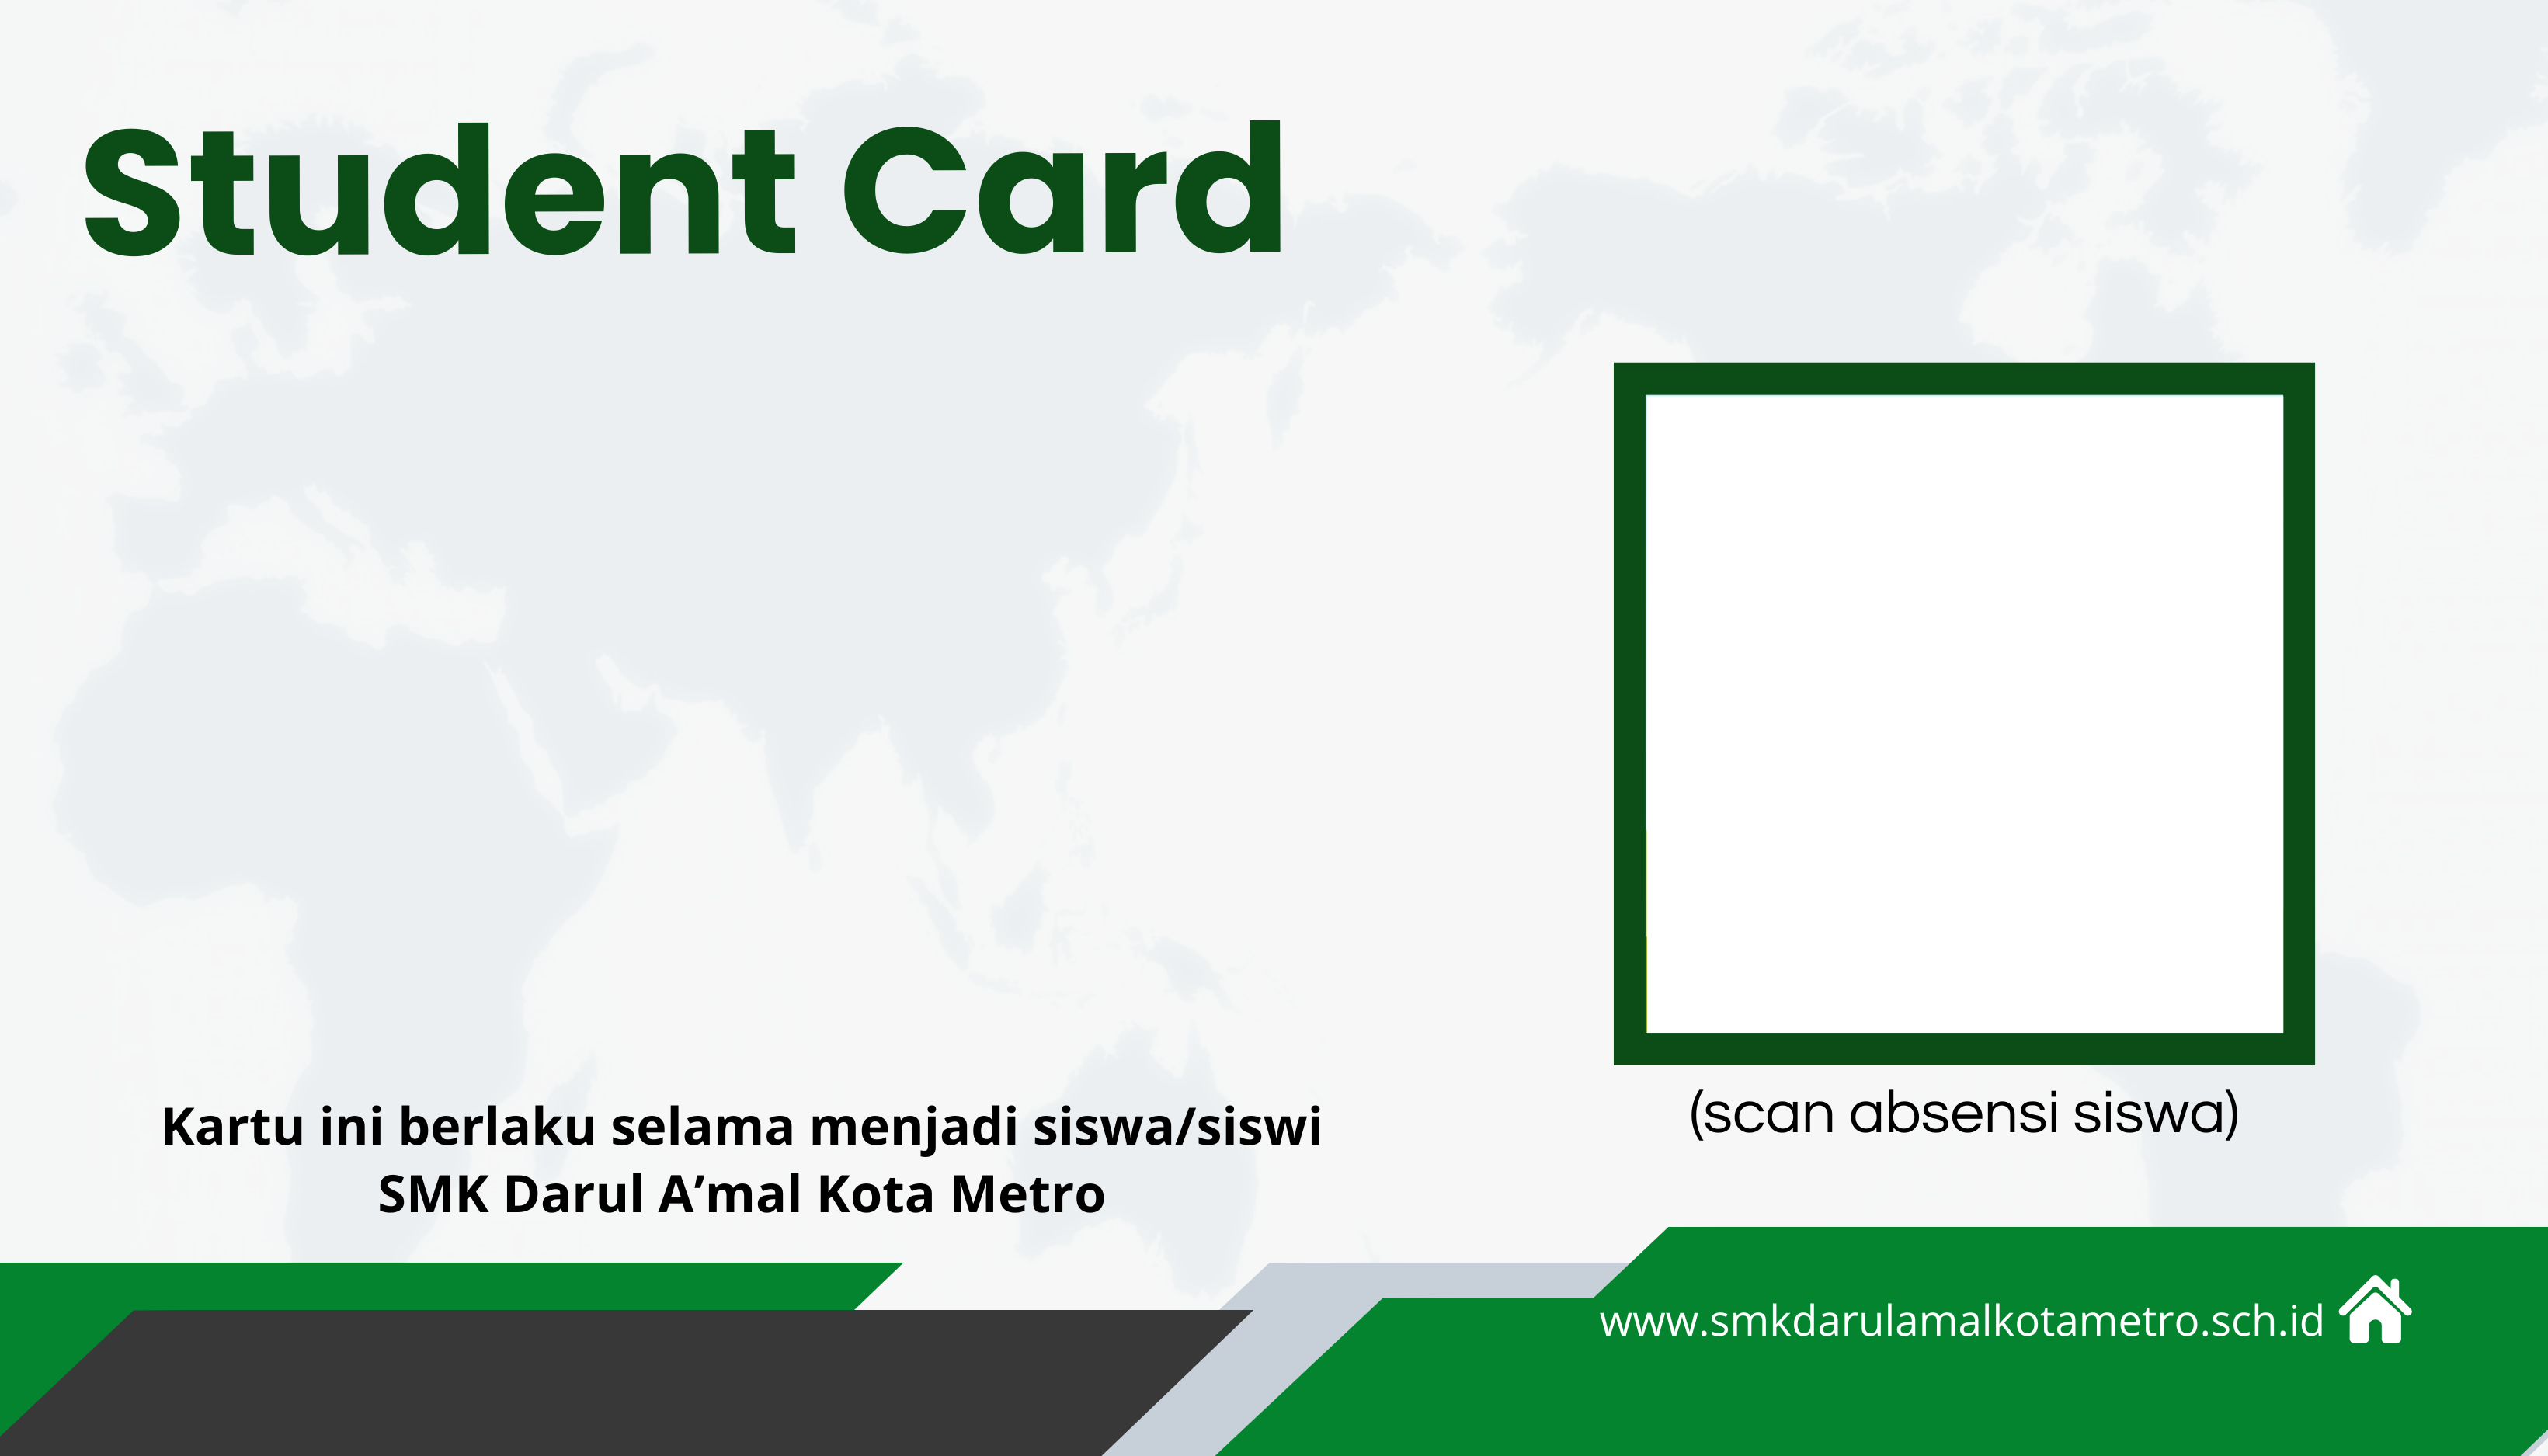 Student Card
(scan absensi siswa)
Kartu ini berlaku selama menjadi siswa/siswi
SMK Darul A’mal Kota Metro
www.smkdarulamalkotametro.sch.id